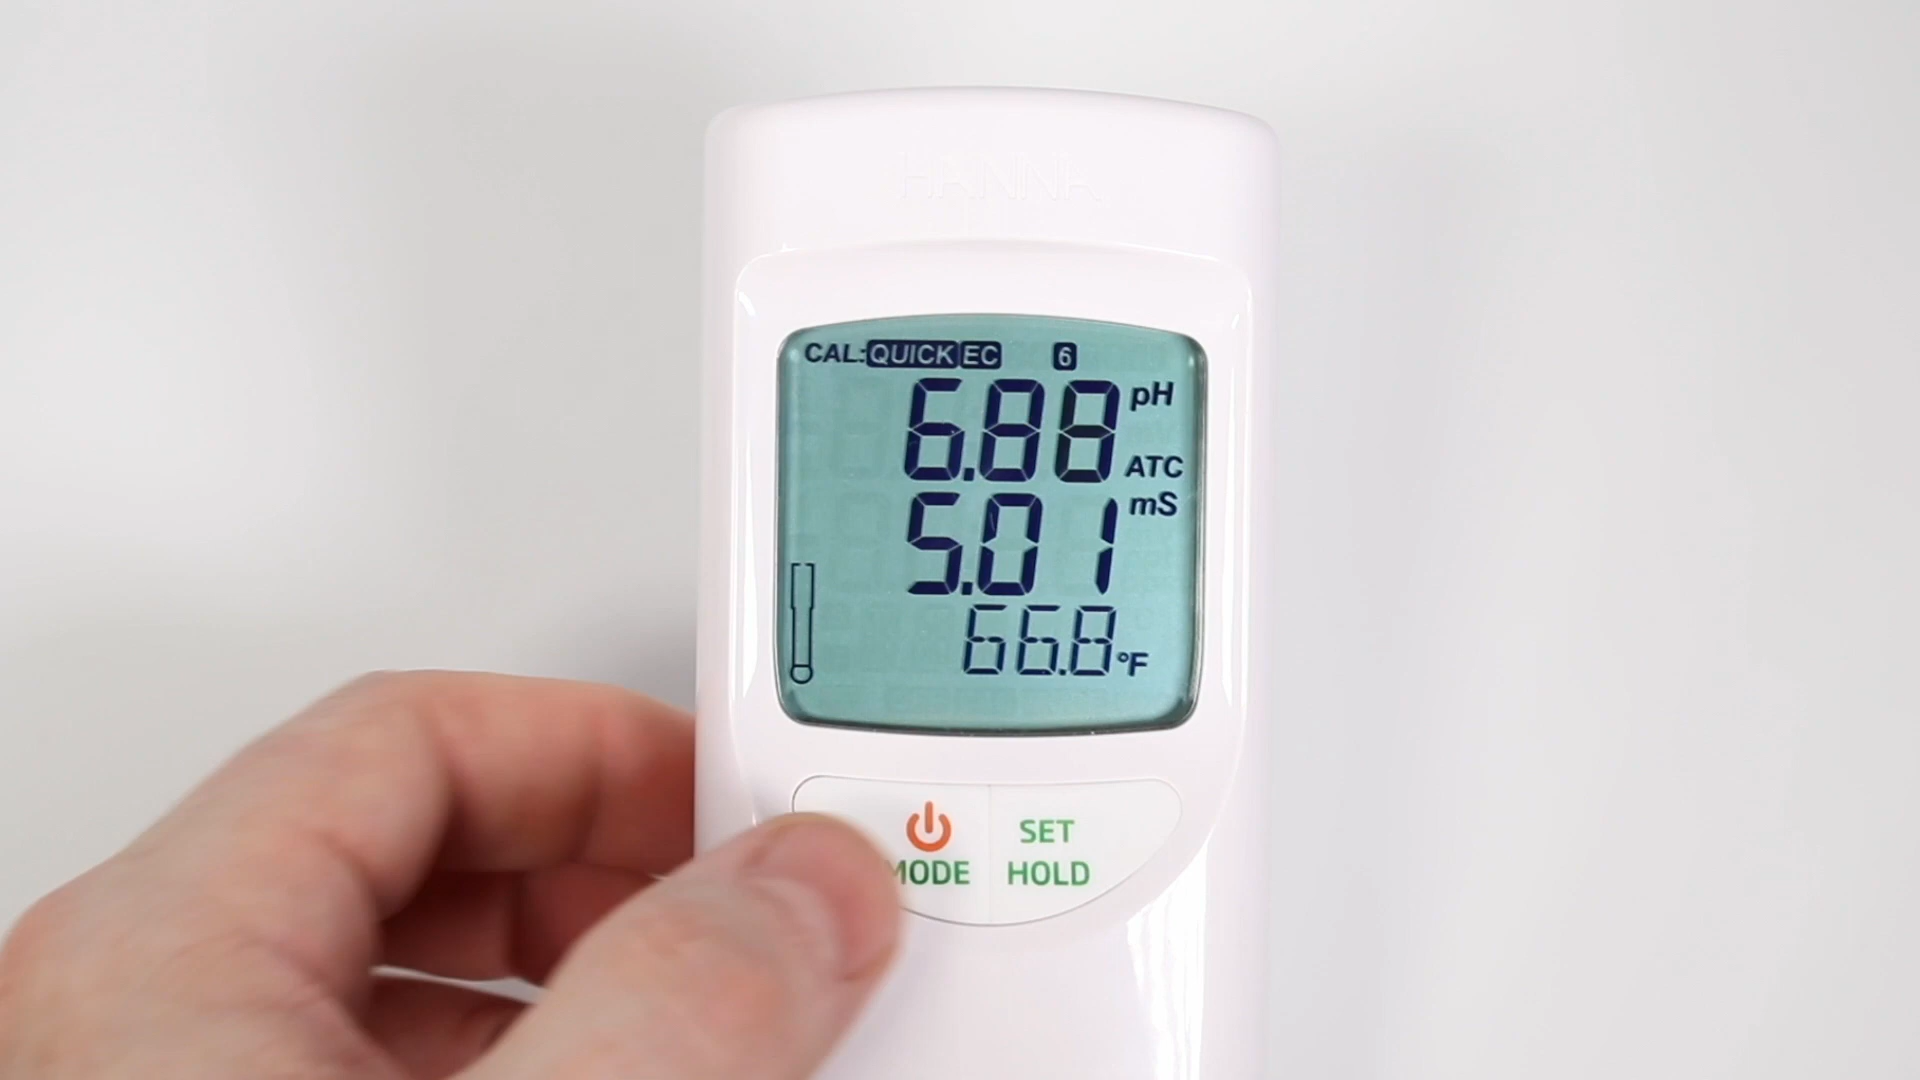 HANNA
CAL: QUICK EC 6
6.88 pH
ATC
5.01 mS
66.8 °F
MODE
SET
HOLD